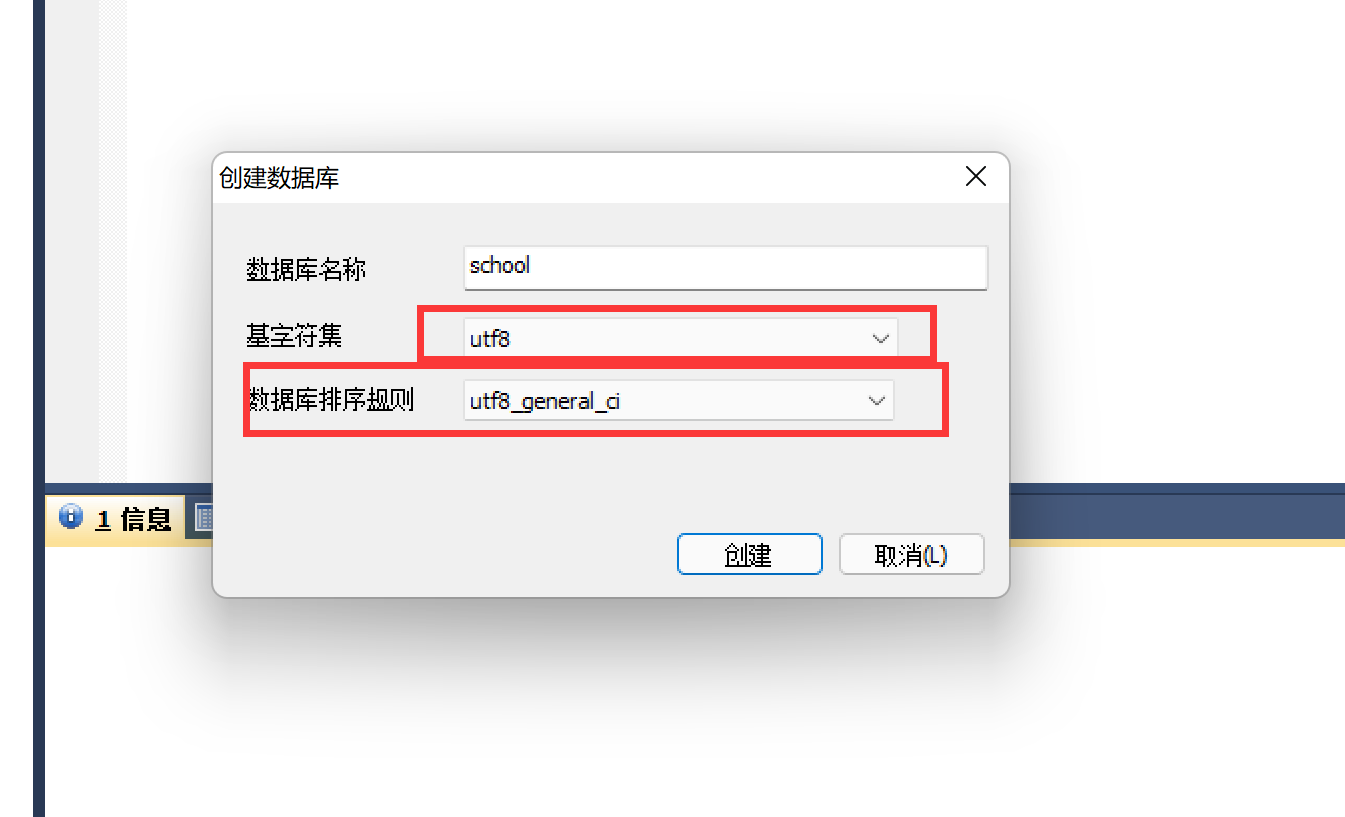 创建数据库
数据库名称 school
基字符集 utf8
数据库排序规则 utf8_general_ci
创建 取消(L)
1 信息